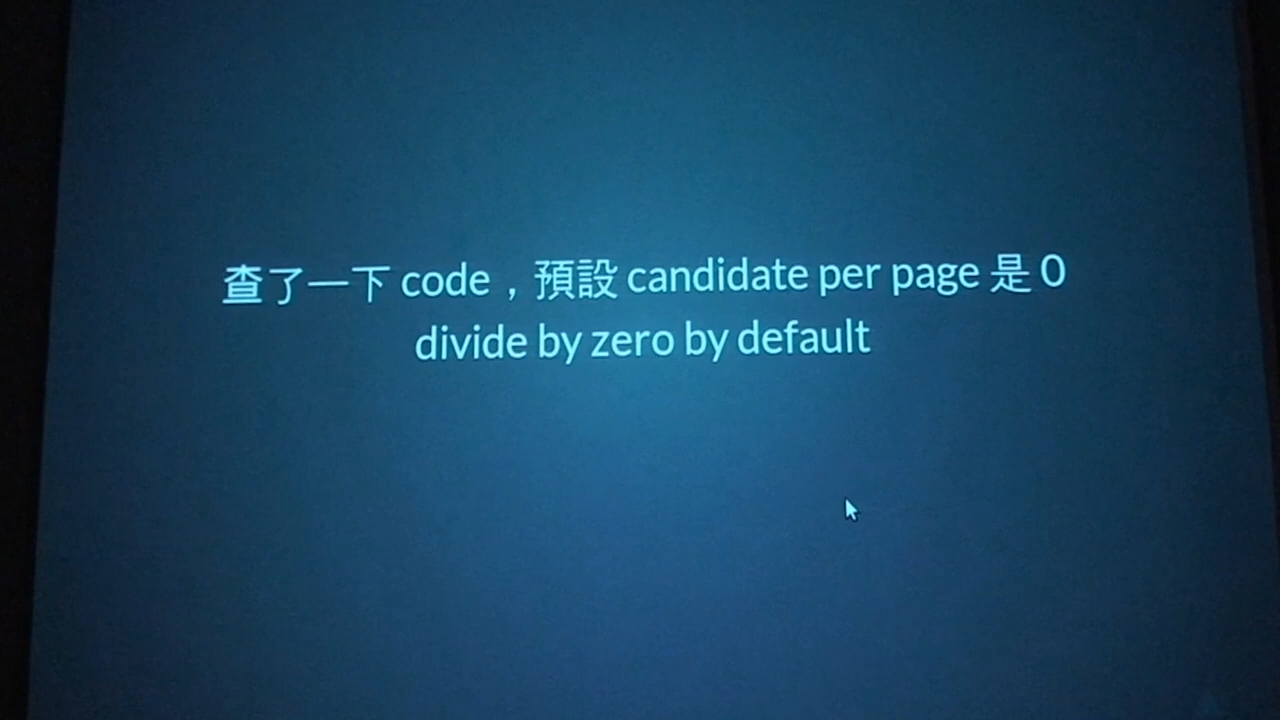 查了一下 code，預設 candidate per page 是 0
divide by zero by default